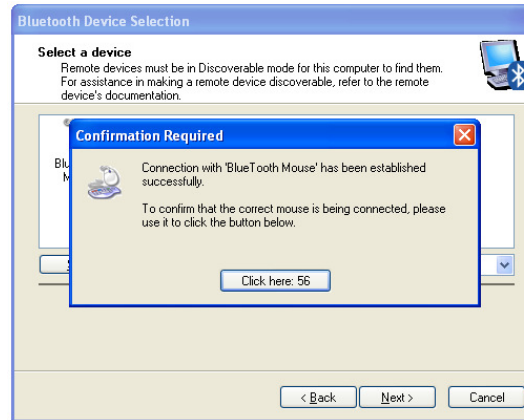 Bluetooth Device Selection
Select a device
Remote devices must be in Discoverable mode for this computer to find them.
For assistance in making a remote device discoverable, refer to the remote
device's documentation.
Confirmation Required
Connection with 'BlueTooth Mouse' has been established
successfully.
To confirm that the correct mouse is being connected, please
use it to click the button below.
Click here: 56
< Back
Next >
Cancel